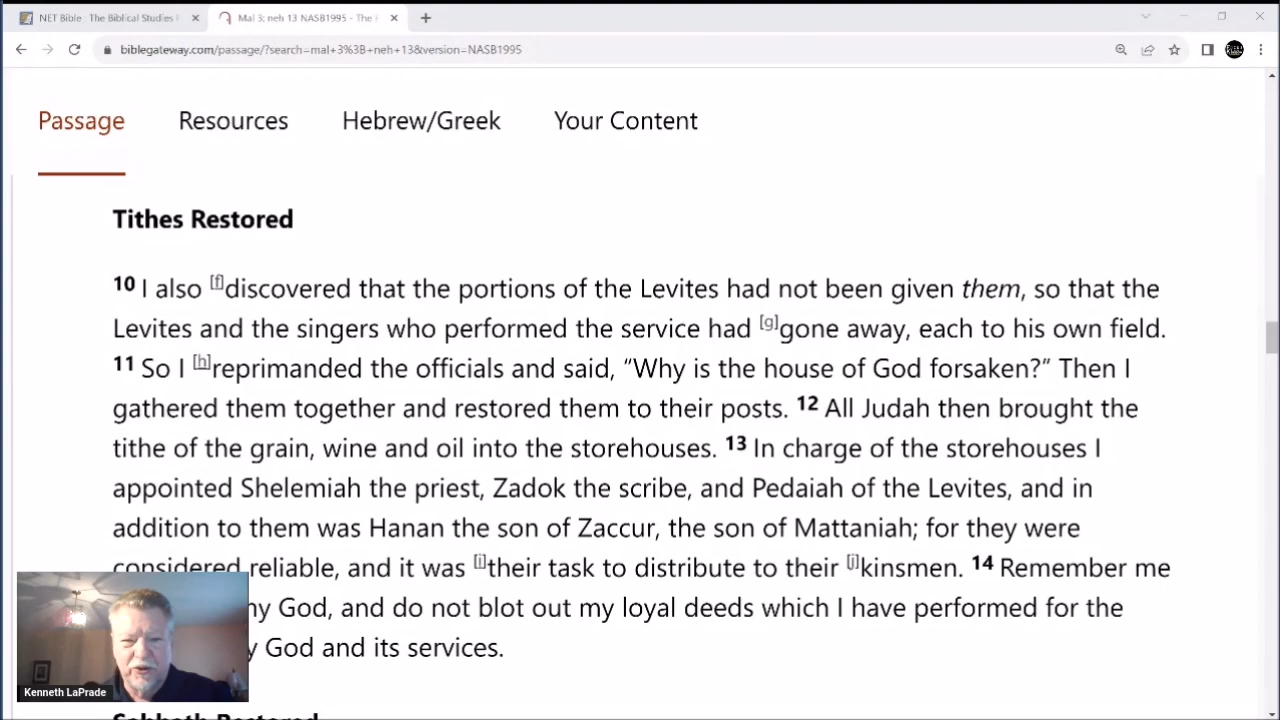 NET Bible The Biblical Studies
Mal 3; neh 13 NASB1995 - The
biblegateway.com/passage/?search=mal+3%3B+neh+13&version=NASB1995
Passage Resources Hebrew/Greek Your Content
Tithes Restored
10 I also [f]discovered that the portions of the Levites had not been given them, so that the
Levites and the singers who performed the service had [g]gone away, each to his own field.
11 So I [h]reprimanded the officials and said, “Why is the house of God forsaken?” Then I
gathered them together and restored them to their posts. 12 All Judah then brought the
tithe of the grain, wine and oil into the storehouses. 13 In charge of the storehouses I
appointed Shelemiah the priest, Zadok the scribe, and Pedaiah of the Levites, and in
addition to them was Hanan the son of Zaccur, the son of Mattaniah; for they were
considered reliable, and it was [i]their task to distribute to their [j]kinsmen. 14 Remember me
God, and do not blot out my loyal deeds which I have performed for the
God and its services.
Kenneth LaPrade
Sabbath Restored